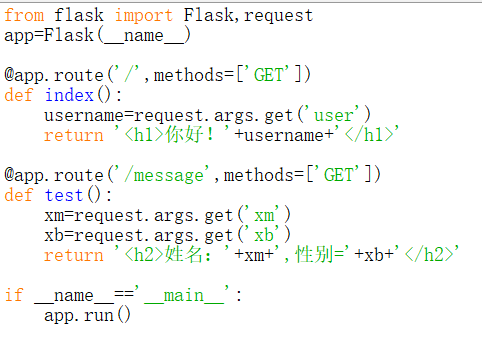 from flask import Flask,request
app=Flask(__name__)
@app.route('/',methods=['GET'])
def index():
    username=request.args.get('user')
    return '<h1>你好！'+username+'</h1>'
@app.route('/message',methods=['GET'])
def test():
    xm=request.args.get('xm')
    xb=request.args.get('xb')
    return '<h2>姓名：'+xm+',性别='+xb+'</h2>'
if __name__=='__main__':
    app.run()